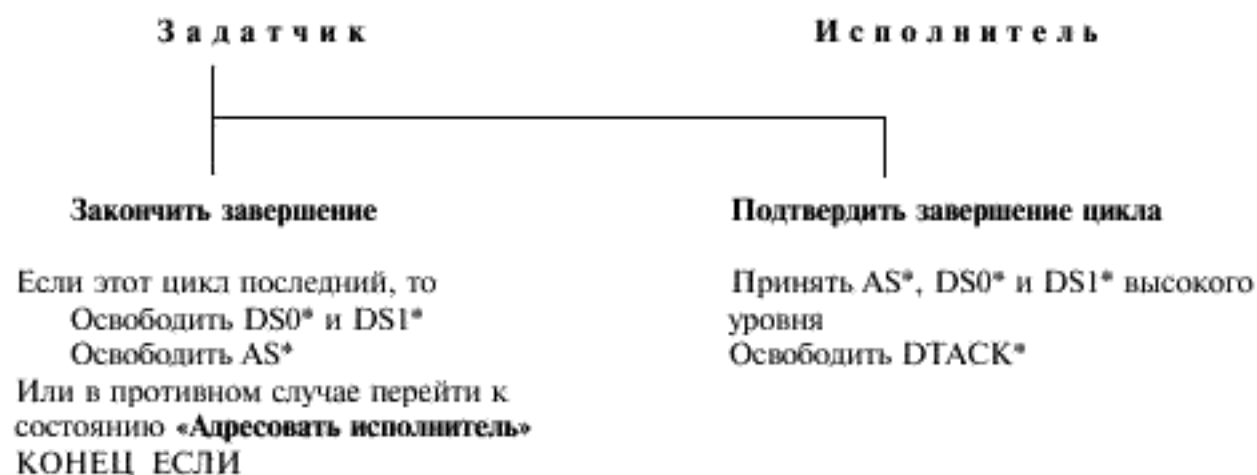 Задатчик
Исполнитель
Закончить завершение
Если этот цикл последний, то
Освободить DS0* и DS1*
Освободить AS*
Или в противном случае перейти к
состоянию «Адресовать исполнитель»
КОНЕЦ ЕСЛИ
Подтвердить завершение цикла
Принять AS*, DS0* и DS1* высокого
уровня
Освободить DTACK*